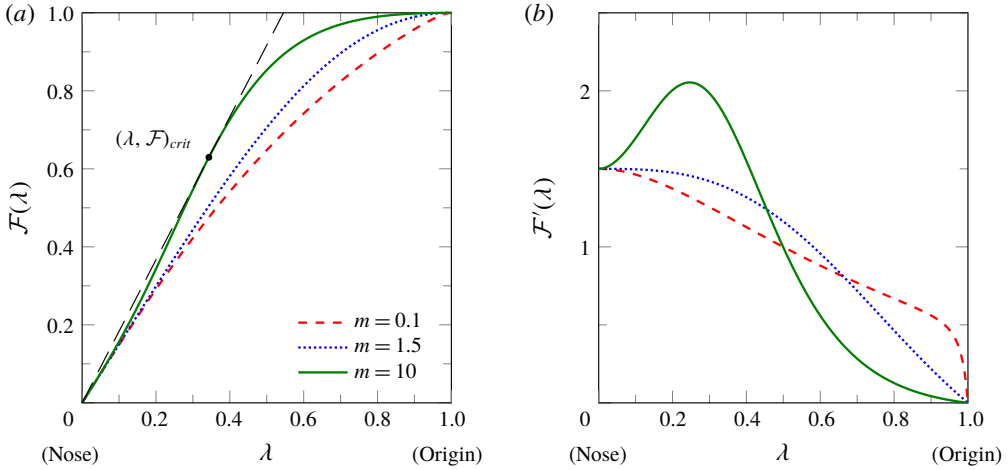 (a)
1.0
0.8
0.6
0.4
0.2
0
0.2
0.4
0.6
0.8
1.0
(Nose)
λ
(Origin)
F(λ)
(λ, F)crit
m = 0.1
m = 1.5
m = 10
(b)
2
1
0
0.2
0.4
0.6
0.8
1.0
(Nose)
λ
(Origin)
F′(λ)